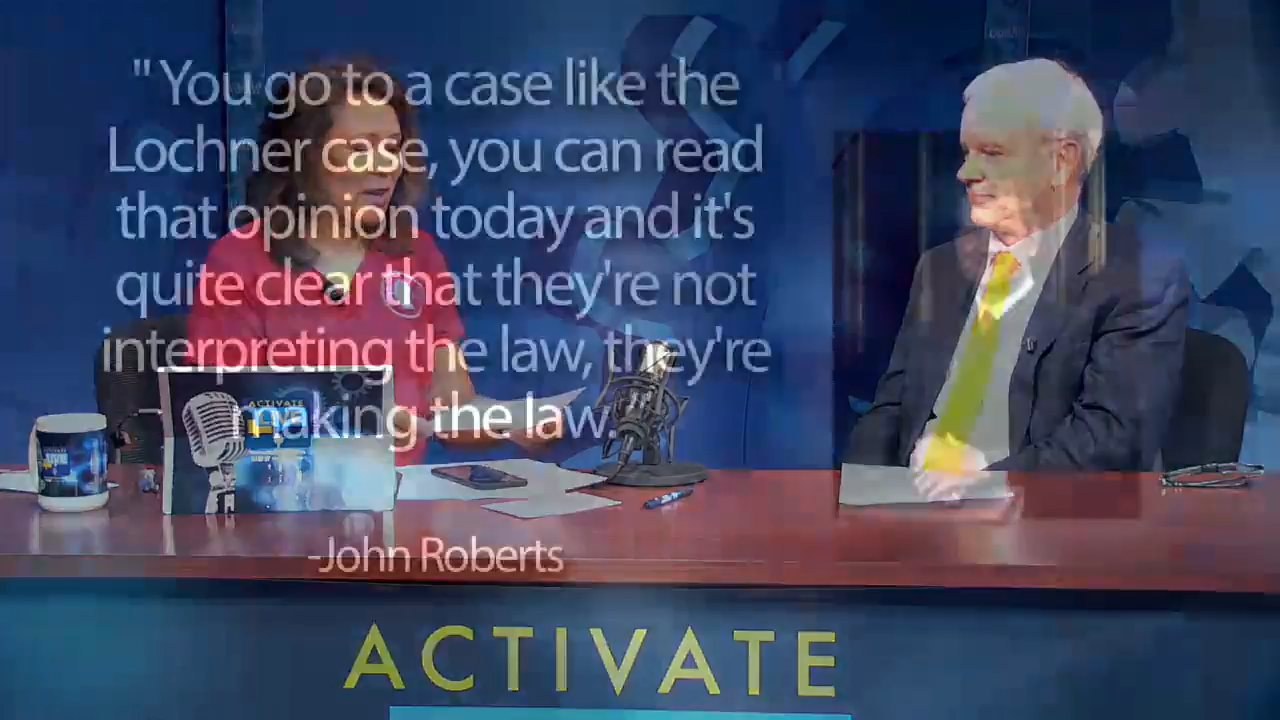 "You go to a case like the
Lochner case, you can read
that opinion today and it's
quite clear that they're not
interpreting the law, they're
making the law
-John Roberts
ACTIVATE
ACTIVATE